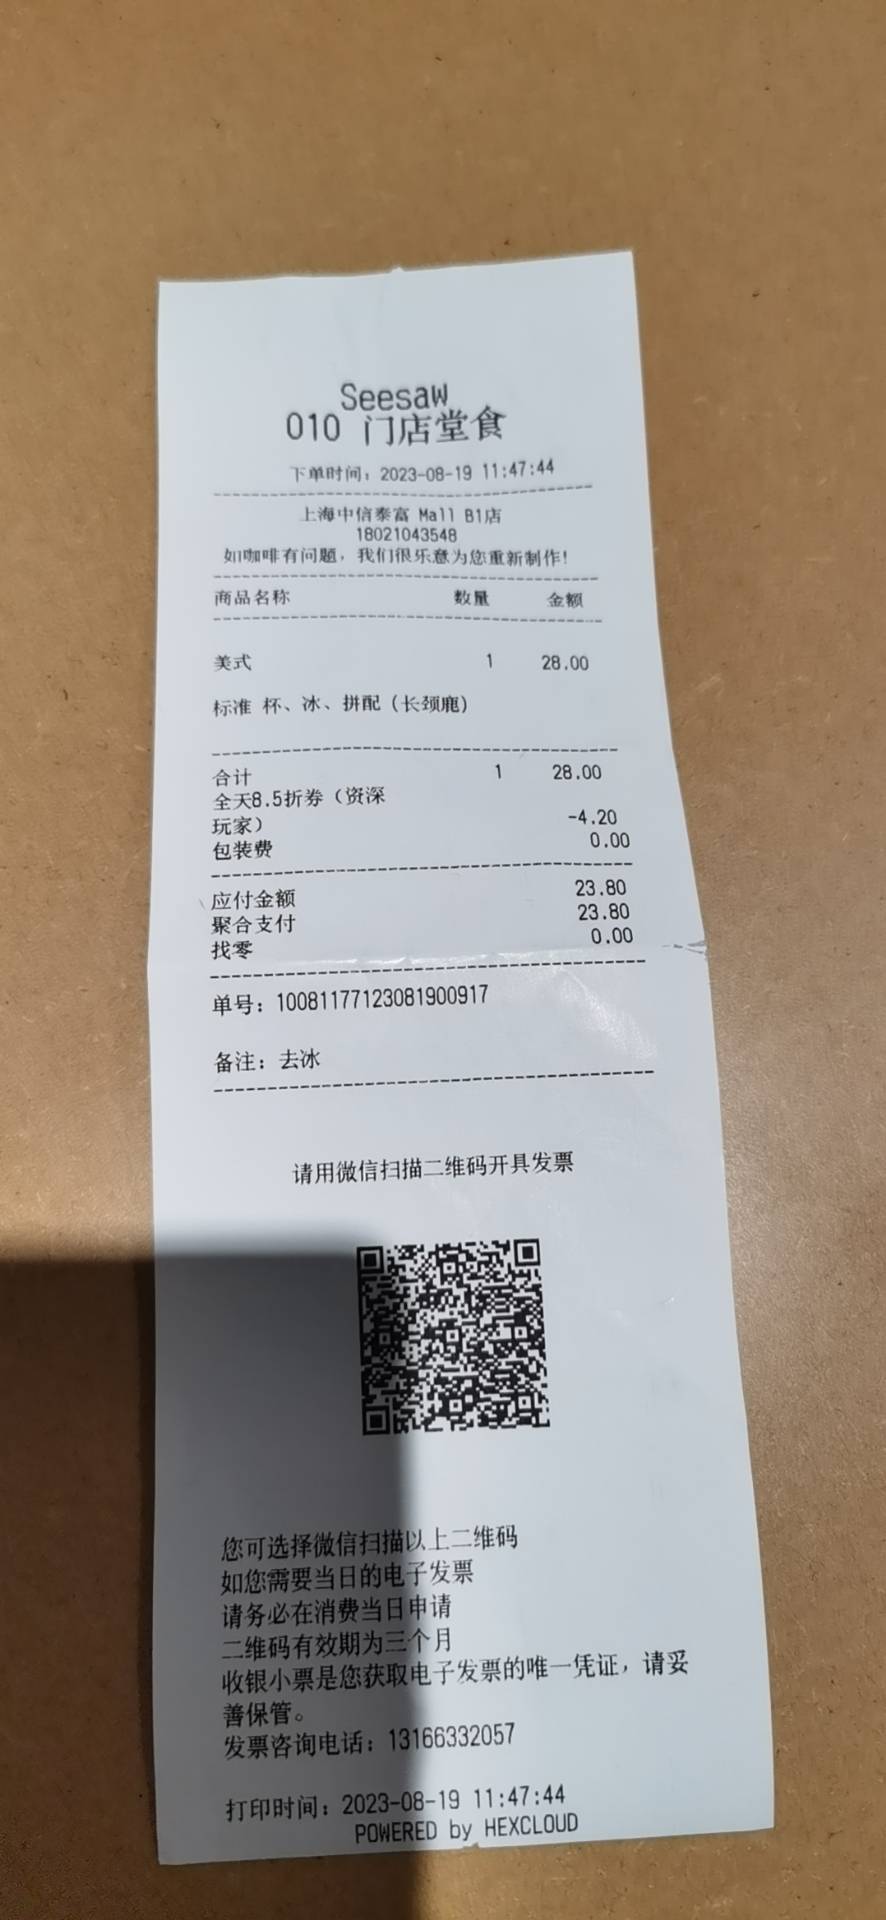 Seesaw
010 门店堂食
下单时间：2023-08-19 11:47:44
上海中信泰富 Mall B1店
18021043548
如咖啡有问题，我们很乐意为您重新制作!
商品名称 数量 金额
美式 1 28.00
标准 杯、冰、拼配（长颈鹿）
合计 1 28.00
全天8.5折券（资深
玩家） -4.20
包装费 0.00
应付金额 23.80
聚合支付 23.80
找零 0.00
单号：10081177123081900917
备注：去冰
请用微信扫描二维码开具发票
您可选择微信扫描以上二维码
如您需要当日的电子发票
请务必在消费当日申请
二维码有效期为三个月
收银小票是您获取电子发票的唯一凭证，请妥
善保管。
发票咨询电话：13166332057
打印时间：2023-08-19 11:47:44
POWERED by HEXCLOUD